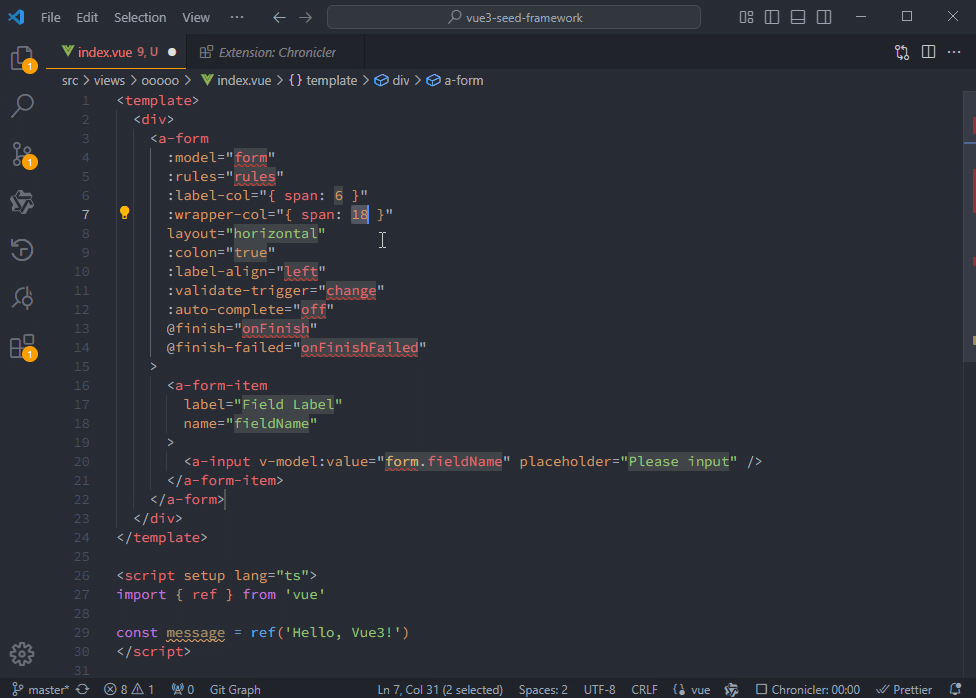 File Edit Selection View ··· vue3-seed-framework
index.vue 9, U ● Extension: Chronicler ···
src > views > ooooo > index.vue > {} template > div > a-form
1 <template>
2 <div>
3 <a-form
4 :model="form"
5 :rules="rules"
6 :label-col="{ span: 6 }"
7 :wrapper-col="{ span: 18 }"
8 layout="horizontal"
9 :colon="true"
10 :label-align="left"
11 :validate-trigger="change"
12 :auto-complete="off"
13 @finish="onFinish"
14 @finish-failed="onFinishFailed"
15 >
16 <a-form-item
17 label="Field Label"
18 name="fieldName"
19 >
20 <a-input v-model:value="form.fieldName" placeholder="Please input" />
21 </a-form-item>
22 </a-form>
23 </div>
24 </template>
25
26 <script setup lang="ts">
27 import { ref } from 'vue'
28
29 const message = ref('Hello, Vue3!')
30 </script>
31
1
1
1
master* 8 1 0 Git Graph Ln 7, Col 31 (2 selected) Spaces: 2 UTF-8 CRLF {} vue Chronicler: 00:00 Prettier